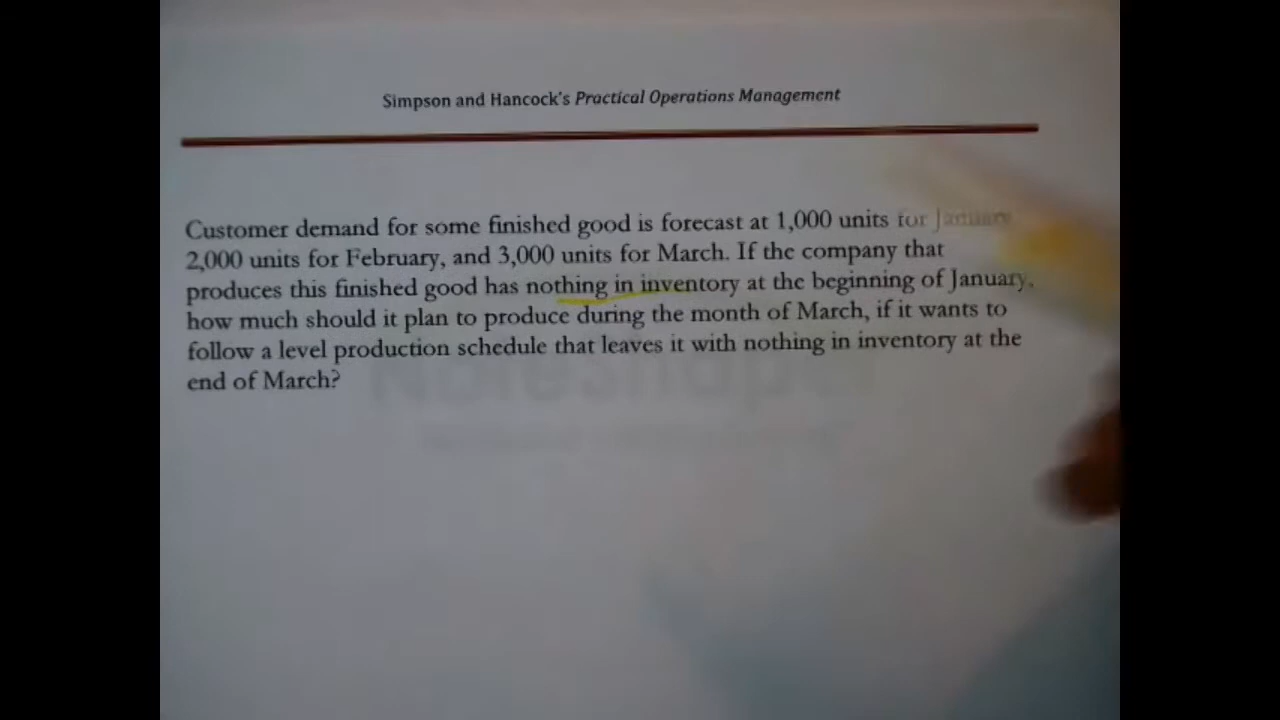 Simpson and Hancock's Practical Operations Management
Customer demand for some finished good is forecast at 1,000 units for January
2,000 units for February, and 3,000 units for March. If the company that
produces this finished good has nothing in inventory at the beginning of January,
how much should it plan to produce during the month of March, if it wants to
follow a level production schedule that leaves it with nothing in inventory at the
end of March?